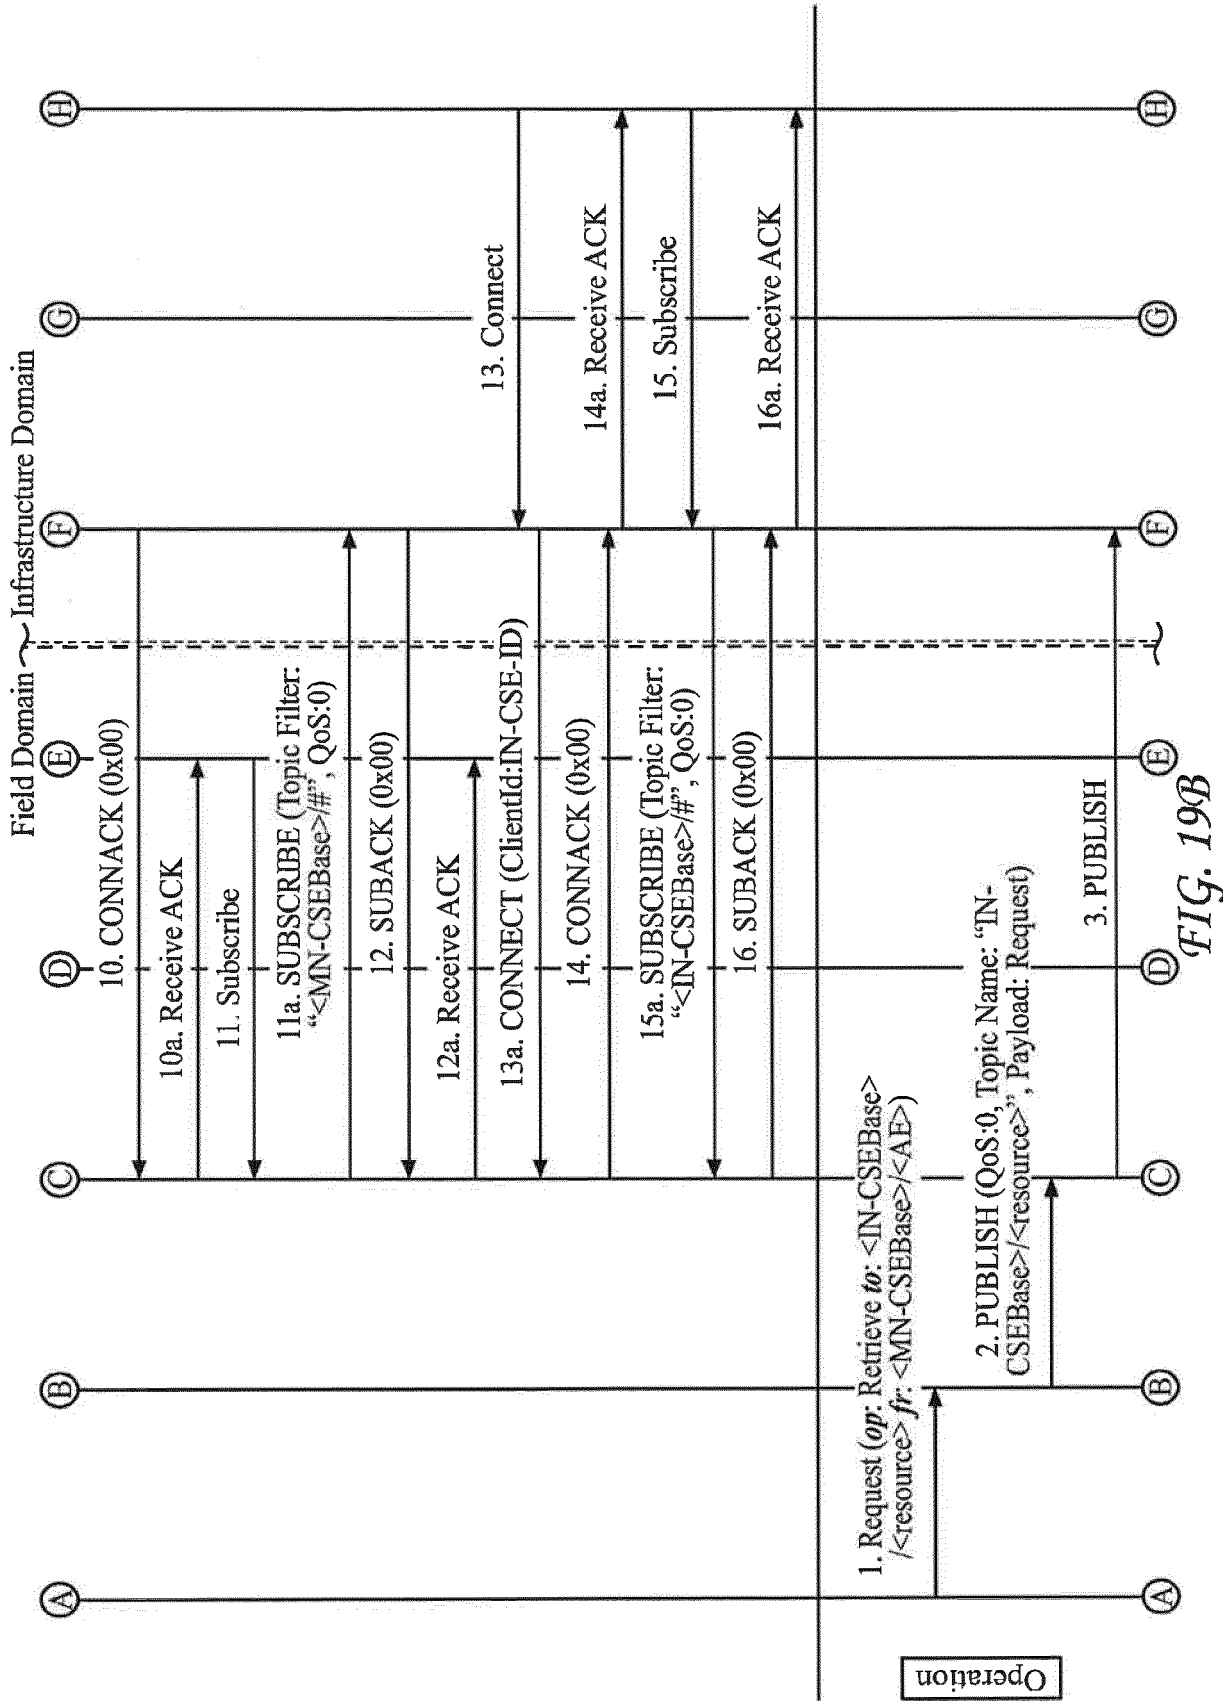 Field Domain
Infrastructure Domain
A
B
C
D
E
F
G
H
10. CONNACK (0x00)
10a. Receive ACK
11. Subscribe
11a. SUBSCRIBE (Topic Filter:
“<MN-CSEBase>/#”, QoS:0)
12. SUBACK (0x00)
12a. Receive ACK
13. Connect
13a. CONNECT (ClientId:IN-CSE-ID)
14. CONNACK (0x00)
14a. Receive ACK
15. Subscribe
15a. SUBSCRIBE (Topic Filter:
“<IN-CSEBase>/#”, QoS:0)
16. SUBACK (0x00)
16a. Receive ACK
Operation
1. Request (op: Retrieve to: <IN-CSEBase>
/<resource> fr: <MN-CSEBase>/<AE>)
2. PUBLISH (QoS:0, Topic Name: “IN-
CSEBase>/<resource>”, Payload: Request)
3. PUBLISH
A
B
C
D
E
F
G
H
FIG. 19B